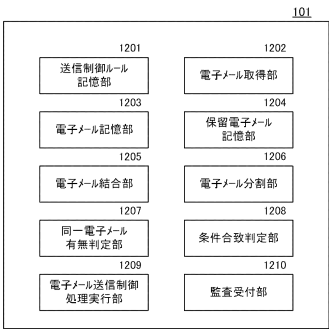 101
1201
1202
送信制御ルール
記憶部
電子メール取得部
1203
1204
電子メール記憶部
保留電子メール
記憶部
1205
1206
電子メール結合部
電子メール分割部
1207
1208
同一電子メール
有無判定部
条件合致判定部
1209
1210
電子メール送信制御
処理実行部
監査受付部